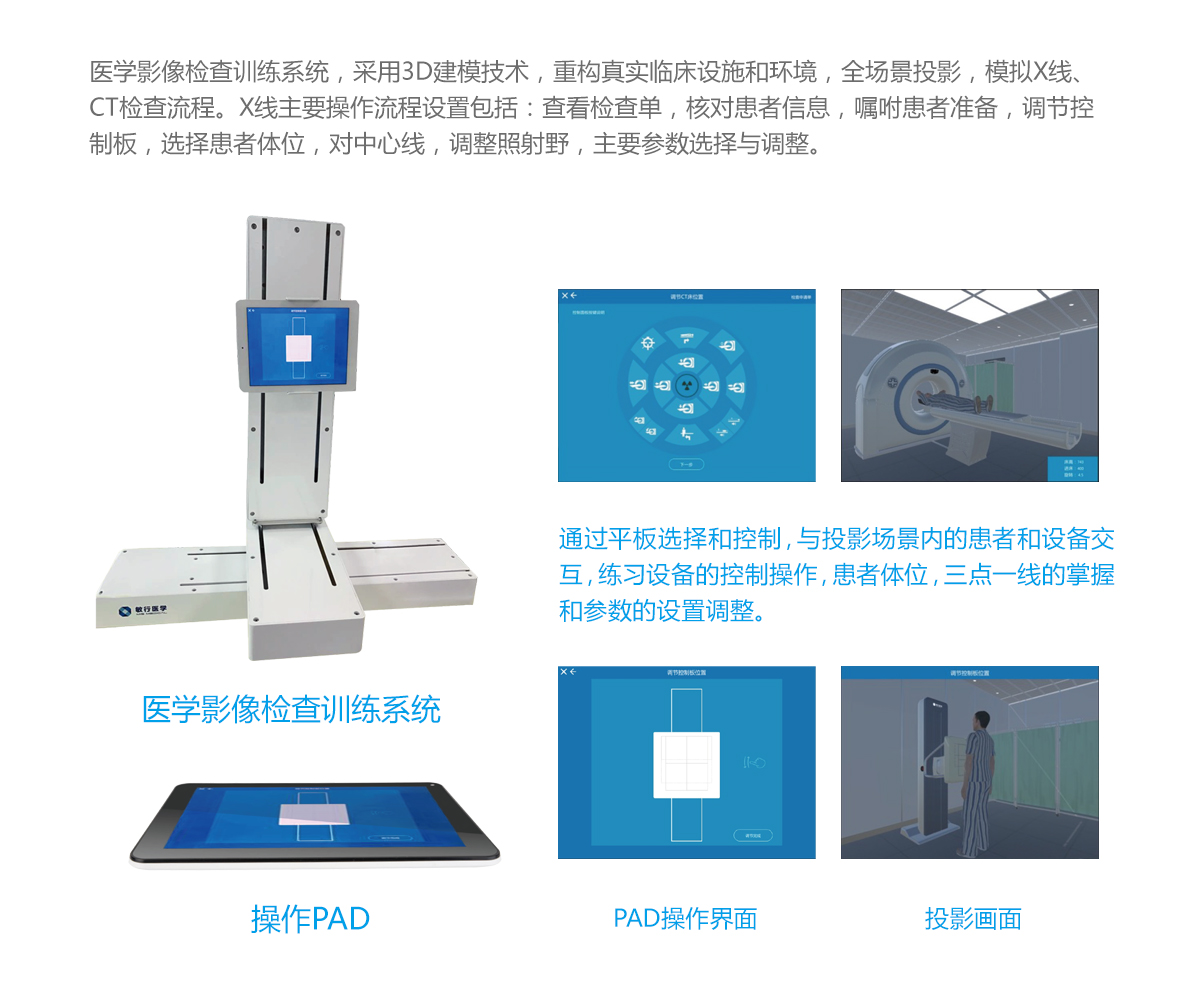 医学影像检查训练系统，采用3D建模技术，重构真实临床设施和环境，全场景投影，模拟X线、
CT检查流程。X线主要操作流程设置包括：查看检查单，核对患者信息，嘱咐患者准备，调节控
制板，选择患者体位，对中心线，调整照射野，主要参数选择与调整。
调节CT床位置
下一步
通过平板选择和控制，与投影场景内的患者和设备交
互，练习设备的控制操作，患者体位，三点一线的掌握
和参数的设置调整。
敏行医学
医学影像检查训练系统
调节控制板位置
调节控制板位置
操作PAD
PAD操作界面
投影画面